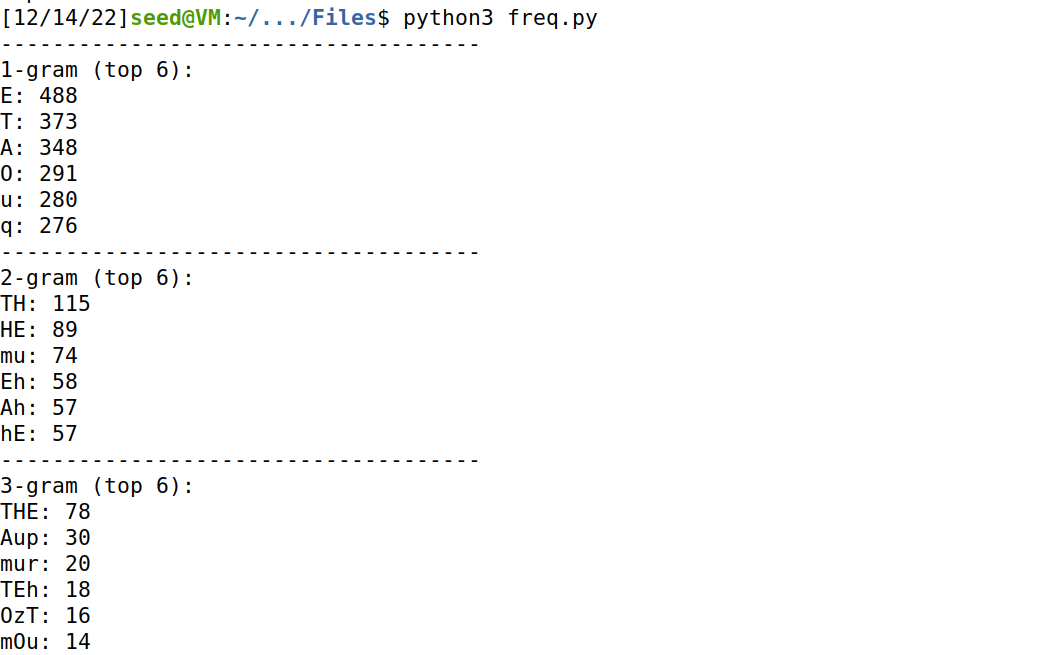 [12/14/22]seed@VM:~/.../Files$ python3 freq.py
-------------------------------------
1-gram (top 6):
E: 488
T: 373
A: 348
O: 291
u: 280
q: 276
-------------------------------------
2-gram (top 6):
TH: 115
HE: 89
mu: 74
Eh: 58
Ah: 57
hE: 57
-------------------------------------
3-gram (top 6):
THE: 78
Aup: 30
mur: 20
TEh: 18
OzT: 16
mOu: 14